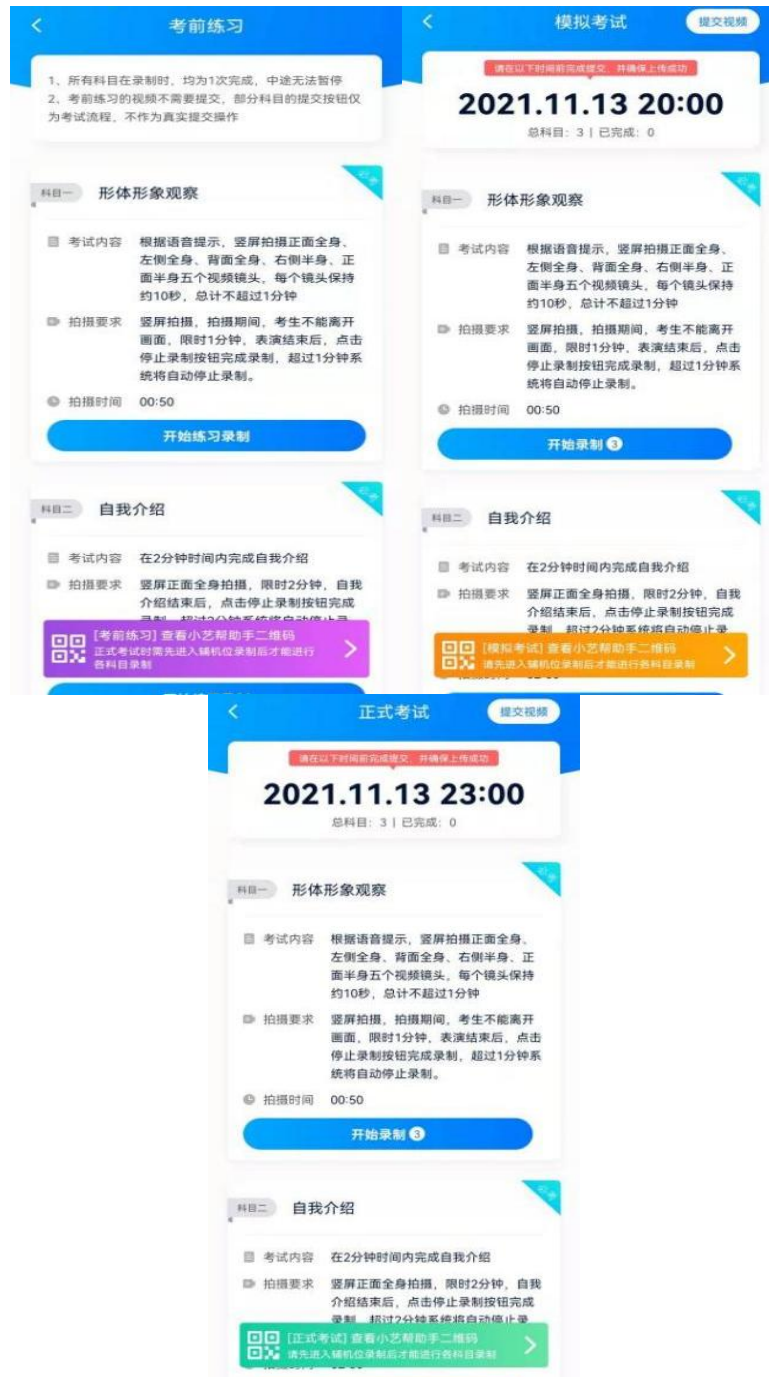 考前练习
1、所有科目在录制时，均为1次完成，中途无法暂停
2、考前练习的视频不需要提交，部分科目的提交按钮仅
为考试流程，不作为真实提交操作
必考
科目一 形体形象观察
考试内容 根据语音提示，竖屏拍摄正面全身、
左侧全身、背面全身、右侧半身、正
面半身五个视频镜头，每个镜头保持
约10秒，总计不超过1分钟
拍摄要求 竖屏拍摄，拍摄期间，考生不能离开
画面，限时1分钟，表演结束后，点击
停止录制按钮完成录制，超过1分钟系
统将自动停止录制。
拍摄时间 00:50
开始练习录制
必考
科目二 自我介绍
考试内容 在2分钟时间内完成自我介绍
拍摄要求 竖屏正面全身拍摄，限时2分钟，自我
介绍结束后，点击停止录制按钮完成
[考前练习] 查看小艺帮助手二维码
正式考试时需先进入辅机位录制后才能进行
各科目录制
模拟考试 提交视频
请在以下时间前完成提交，并确保上传成功
2021.11.13 20:00
总科目：3 | 已完成：0
必考
科目一 形体形象观察
考试内容 根据语音提示，竖屏拍摄正面全身、
左侧全身、背面全身、右侧半身、正
面半身五个视频镜头，每个镜头保持
约10秒，总计不超过1分钟
拍摄要求 竖屏拍摄，拍摄期间，考生不能离开
画面，限时1分钟，表演结束后，点击
停止录制按钮完成录制，超过1分钟系
统将自动停止录制。
拍摄时间 00:50
开始录制 3
必考
科目二 自我介绍
考试内容 在2分钟时间内完成自我介绍
拍摄要求 竖屏正面全身拍摄，限时2分钟，自我
介绍结束后，点击停止录制按钮完成
录制，超过2分钟系统将自动停止录
[模拟考试] 查看小艺帮助手二维码
请先进入辅机位录制后才能进行各科目录制
正式考试 提交视频
请在以下时间前完成提交，并确保上传成功
2021.11.13 23:00
总科目：3 | 已完成：0
必考
科目一 形体形象观察
考试内容 根据语音提示，竖屏拍摄正面全身、
左侧全身、背面全身、右侧半身、正
面半身五个视频镜头，每个镜头保持
约10秒，总计不超过1分钟
拍摄要求 竖屏拍摄，拍摄期间，考生不能离开
画面，限时1分钟，表演结束后，点击
停止录制按钮完成录制，超过1分钟系
统将自动停止录制。
拍摄时间 00:50
开始录制 3
必考
科目二 自我介绍
考试内容 在2分钟时间内完成自我介绍
拍摄要求 竖屏正面全身拍摄，限时2分钟，自我
介绍结束后，点击停止录制按钮完成
录制，超过2分钟系统将自动停止录
[正式考试] 查看小艺帮助手二维码
请先进入辅机位录制后才能进行各科目录制